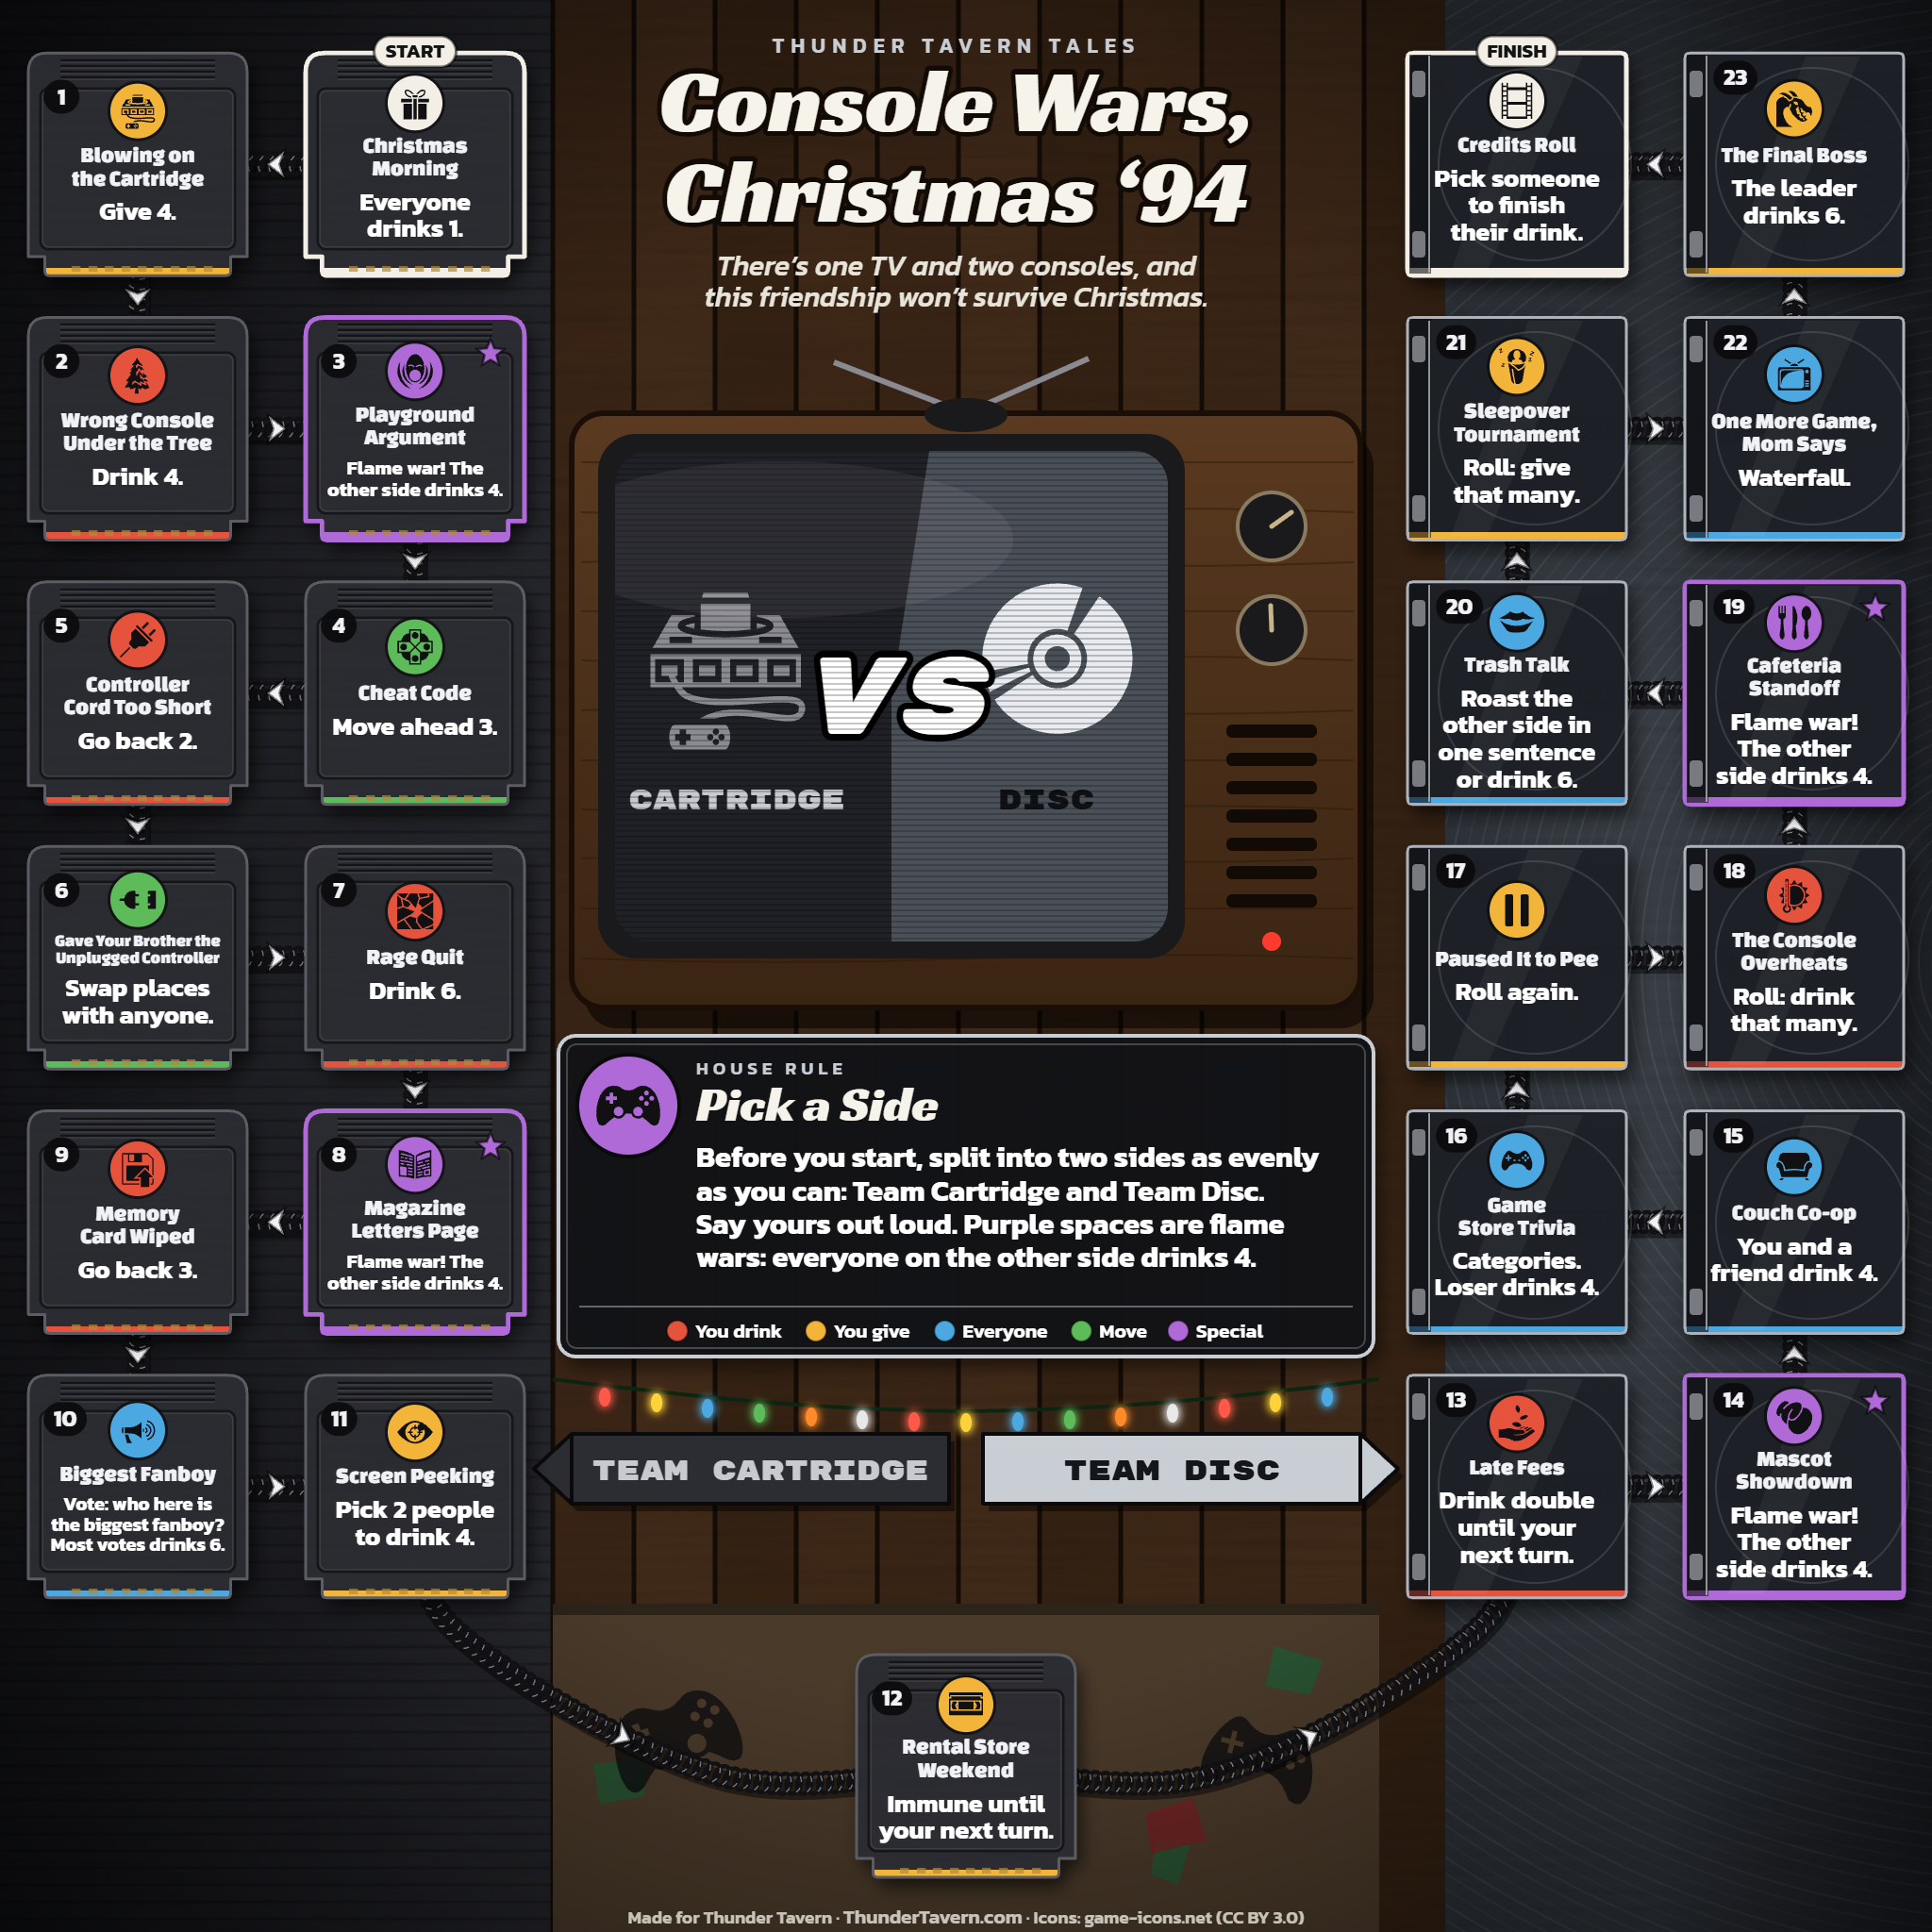 THUNDER TAVERN TALES
Console Wars,
Christmas ‘94
There’s one TV and two consoles, and
this friendship won’t survive Christmas.
START
Christmas
Morning
Everyone
drinks 1.
1
Blowing on
the Cartridge
Give 4.
2
Wrong Console
Under the Tree
Drink 4.
3
Playground
Argument
Flame war! The
other side drinks 4.
4
Cheat Code
Move ahead 3.
5
Controller
Cord Too Short
Go back 2.
6
Gave Your Brother the
Unplugged Controller
Swap places
with anyone.
7
Rage Quit
Drink 6.
8
Magazine
Letters Page
Flame war! The
other side drinks 4.
9
Memory
Card Wiped
Go back 3.
10
Biggest Fanboy
Vote: who here is
the biggest fanboy?
Most votes drinks 6.
11
Screen Peeking
Pick 2 people
to drink 4.
VS
CARTRIDGE
DISC
HOUSE RULE
Pick a Side
Before you start, split into two sides as evenly
as you can: Team Cartridge and Team Disc.
Say yours out loud. Purple spaces are flame
wars: everyone on the other side drinks 4.
You drink
You give
Everyone
Move
Special
TEAM CARTRIDGE
TEAM DISC
12
Rental Store
Weekend
Immune until
your next turn.
13
Late Fees
Drink double
until your
next turn.
14
Mascot
Showdown
Flame war!
The other
side drinks 4.
15
Couch Co-op
You and a
friend drink 4.
16
Game
Store Trivia
Categories.
Loser drinks 4.
17
Paused It to Pee
Roll again.
18
The Console
Overheats
Roll: drink
that many.
19
Cafeteria
Standoff
Flame war!
The other
side drinks 4.
20
Trash Talk
Roast the
other side in
one sentence
or drink 6.
21
Sleepover
Tournament
Roll: give
that many.
22
One More Game,
Mom Says
Waterfall.
23
The Final Boss
The leader
drinks 6.
FINISH
Credits Roll
Pick someone
to finish
their drink.
Made for Thunder Tavern · ThunderTavern.com · Icons: game-icons.net (CC BY 3.0)